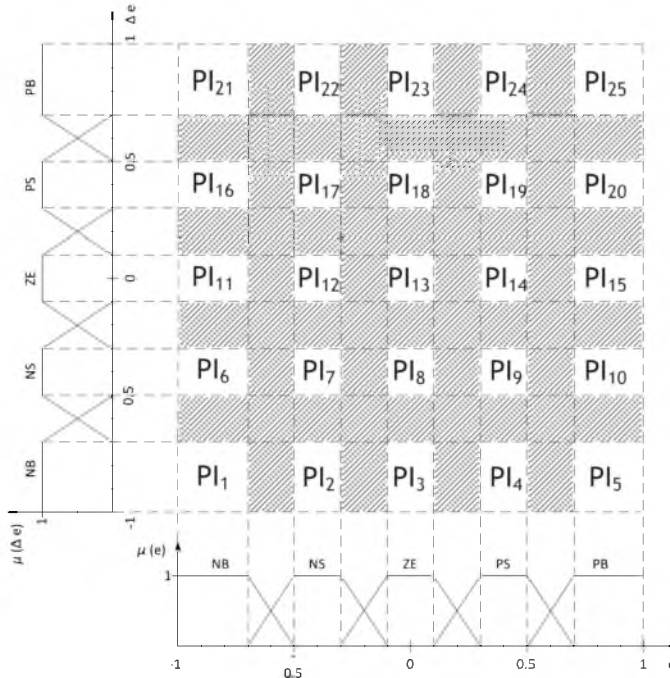 1 Δ e
PB
PI21 PI22 PI23 PI24 PI25
0.5
PS
PI16 PI17 PI18 PI19 PI20
ZE
0
PI11 PI12 PI13 PI14 PI15
NS
PI6 PI7 PI8 PI9 PI10
0.5
NB
PI1 PI2 PI3 PI4 PI5
1
-1
μ (Δ e)
μ (e)
NB NS ZE PS PB
1
-1 0.5 0 0.5 1